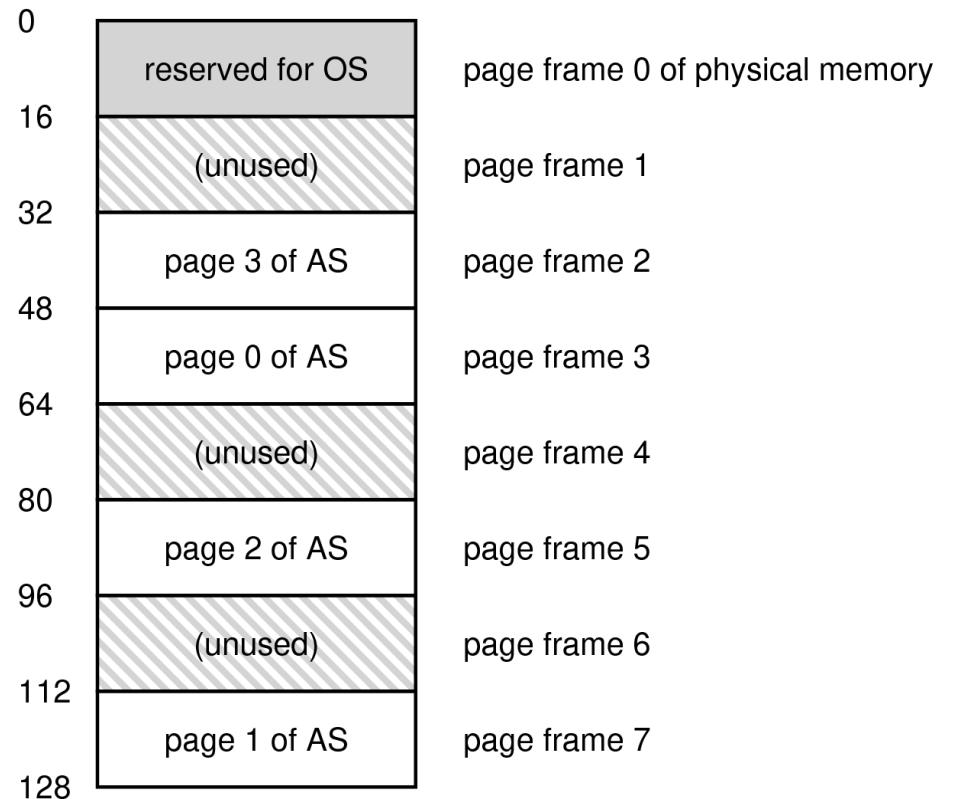 0
reserved for OS page frame 0 of physical memory
16
(unused) page frame 1
32
page 3 of AS page frame 2
48
page 0 of AS page frame 3
64
(unused) page frame 4
80
page 2 of AS page frame 5
96
(unused) page frame 6
112
page 1 of AS page frame 7
128